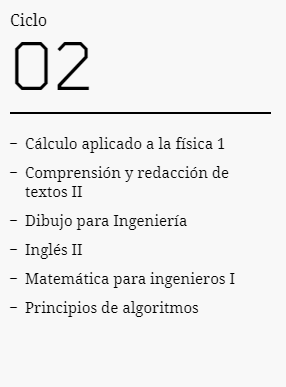 Ciclo
02
– Cálculo aplicado a la física 1
– Comprensión y redacción de
textos II
– Dibujo para Ingeniería
– Inglés II
– Matemática para ingenieros I
– Principios de algoritmos